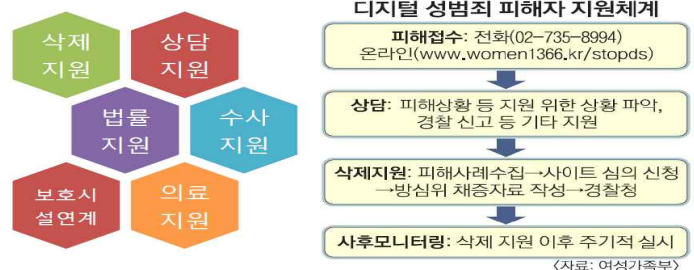 삭제
지원
상담
지원
법률
지원
수사
지원
보호시
설연계
의료
지원
디지털 성범죄 피해자 지원체계
피해접수: 전화(02-735-8994)
온라인(www.women1366.kr/stopds)
상담: 피해상황 등 지원 위한 상황 파악,
경찰 신고 등 기타 지원
삭제지원: 피해사례수집→사이트 심의 신청
→방심위 채증자료 작성→경찰청
사후모니터링: 삭제 지원 이후 주기적 실시
〈자료: 여성가족부〉